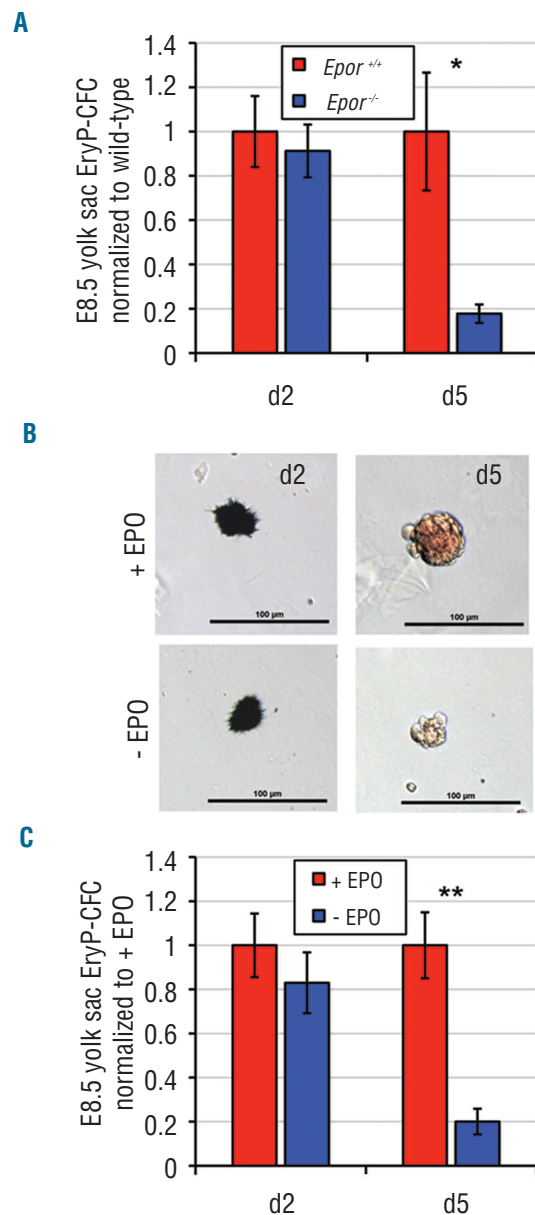 A
1.4
1.2
1
0.8
0.6
0.4
0.2
0
E8.5 yolk sac EryP-CFC
normalized to wild-type
Epor +/+
Epor -/-
*
d2
d5
B
d2
d5
+ EPO
100 µm
100 µm
- EPO
100 µm
100 µm
C
1.4
1.2
1
0.8
0.6
0.4
0.2
0
E8.5 yolk sac EryP-CFC
normalized to + EPO
+ EPO
- EPO
**
d2
d5